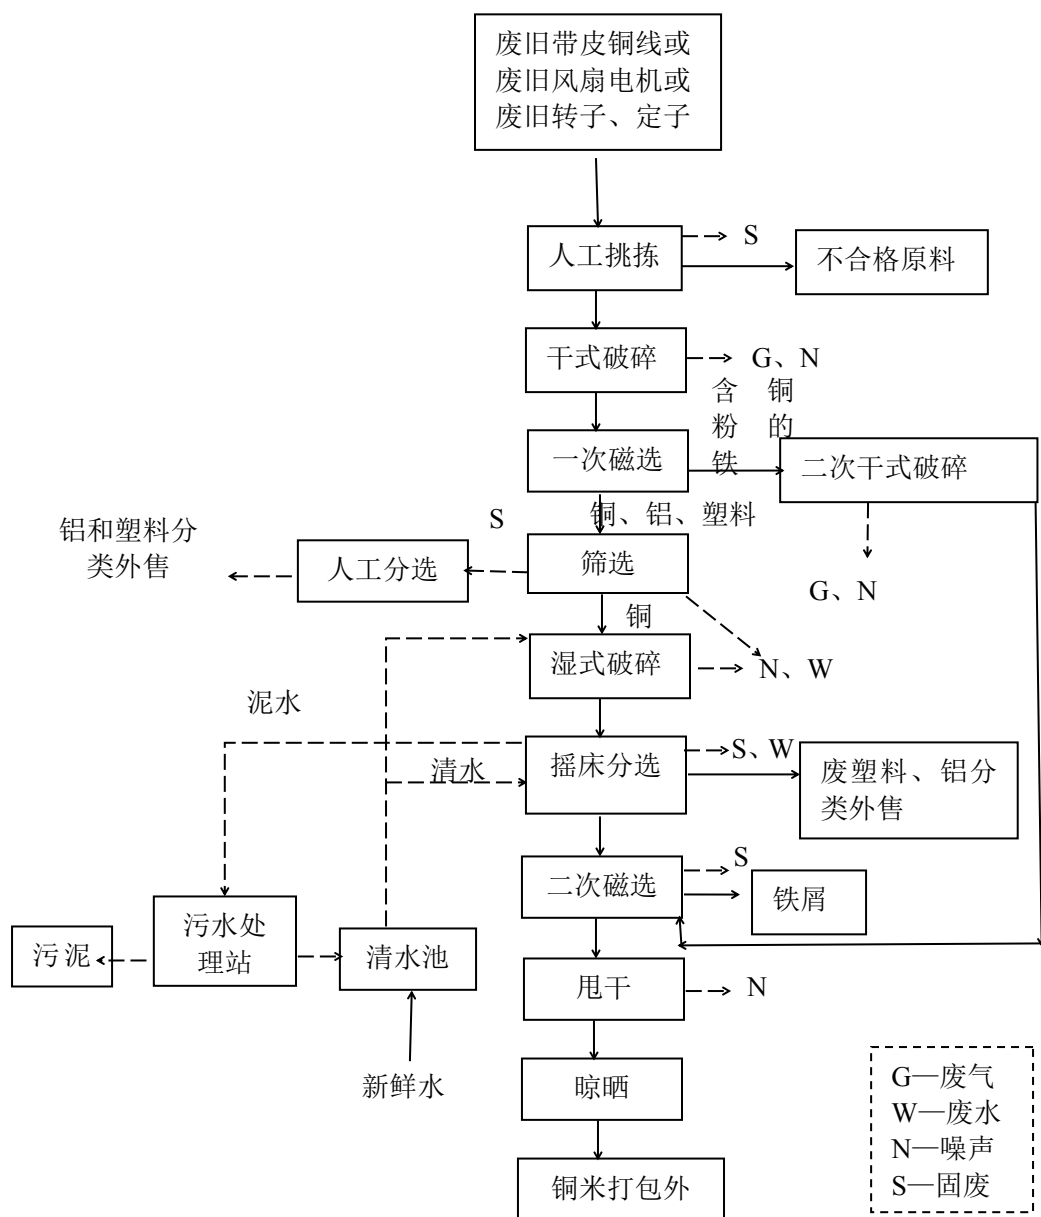 废旧带皮铜线或
废旧风扇电机或
废旧转子、定子
人工挑拣
S
不合格原料
干式破碎
G、N
含 铜
粉 的
铁
一次磁选
二次干式破碎
铜、铝、塑料
S
铝和塑料分
类外售
人工分选
筛选
G、N
铜
湿式破碎
N、W
泥水
摇床分选
清水
S、W
废塑料、铝分
类外售
二次磁选
S
铁屑
污水处
理站
污泥
清水池
甩干
N
新鲜水
晾晒
铜米打包外
G—废气
W—废水
N—噪声
S—固废